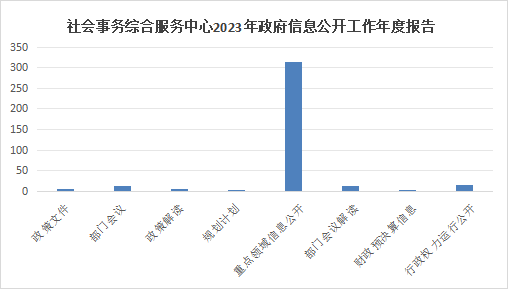 社会事务综合服务中心2023年政府信息公开工作年度报告
350
300
250
200
150
100
50
0
政策文件
部门会议
政策解读
规划计划
重点领域信息公开
部门会议解读
财政预决算信息
行政权力运行公开